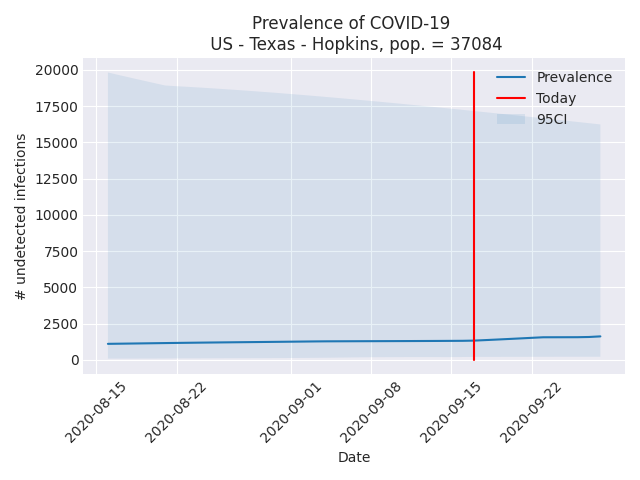 Prevalence of COVID-19
US - Texas - Hopkins, pop. = 37084
Prevalence
Today
95CI
# undetected infections
20000
17500
15000
12500
10000
7500
5000
2500
0
2020-08-15
2020-08-22
2020-09-01
2020-09-08
2020-09-15
2020-09-22
Date